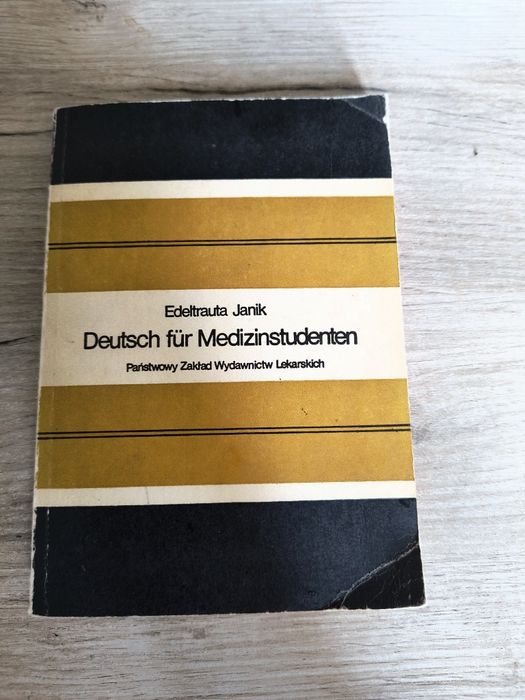 Edeltrauta Janik
Deutsch für Medizinstudenten
Państwowy Zakład Wydawnictw Lekarskich